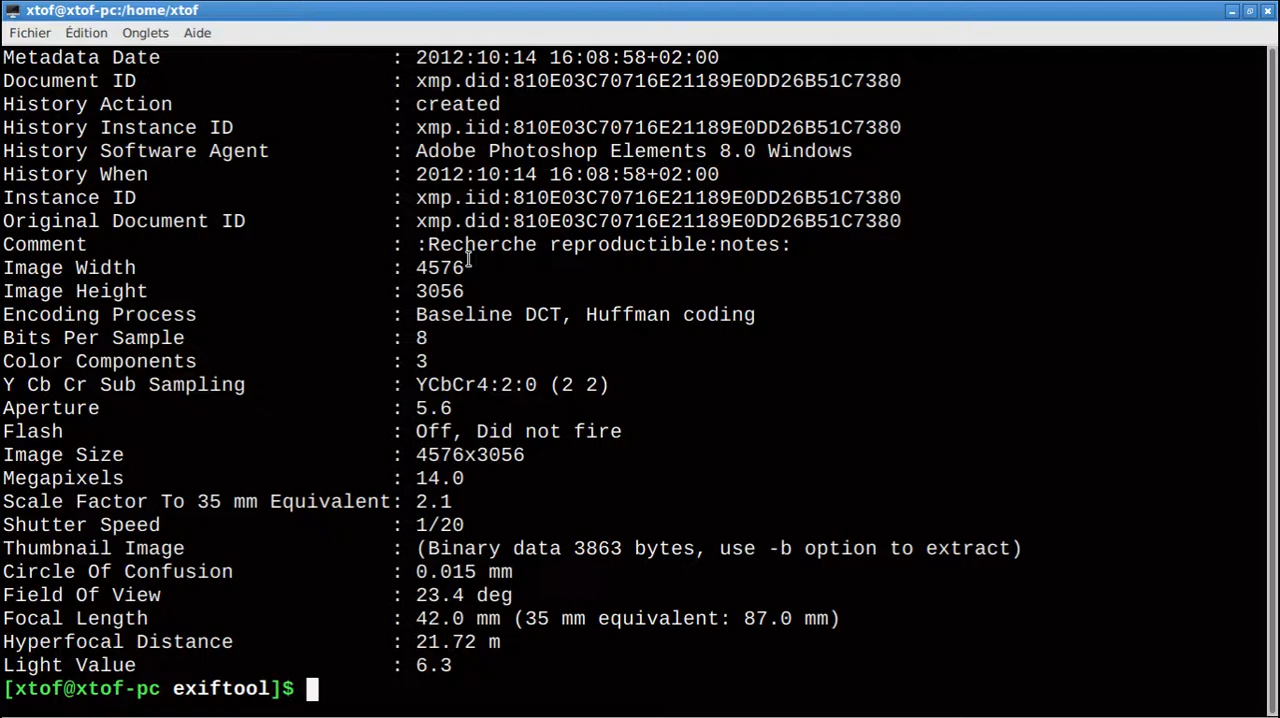 xtof@xtof-pc:/home/xtof
Fichier Édition Onglets Aide
Metadata Date : 2012:10:14 16:08:58+02:00
Document ID : xmp.did:810E03C70716E21189E0DD26B51C7380
History Action : created
History Instance ID : xmp.iid:810E03C70716E21189E0DD26B51C7380
History Software Agent : Adobe Photoshop Elements 8.0 Windows
History When : 2012:10:14 16:08:58+02:00
Instance ID : xmp.iid:810E03C70716E21189E0DD26B51C7380
Original Document ID : xmp.did:810E03C70716E21189E0DD26B51C7380
Comment : :Recherche reproductible:notes:
Image Width : 4576
Image Height : 3056
Encoding Process : Baseline DCT, Huffman coding
Bits Per Sample : 8
Color Components : 3
Y Cb Cr Sub Sampling : YCbCr4:2:0 (2 2)
Aperture : 5.6
Flash : Off, Did not fire
Image Size : 4576x3056
Megapixels : 14.0
Scale Factor To 35 mm Equivalent: 2.1
Shutter Speed : 1/20
Thumbnail Image : (Binary data 3863 bytes, use -b option to extract)
Circle Of Confusion : 0.015 mm
Field Of View : 23.4 deg
Focal Length : 42.0 mm (35 mm equivalent: 87.0 mm)
Hyperfocal Distance : 21.72 m
Light Value : 6.3
[xtof@xtof-pc exiftool]$